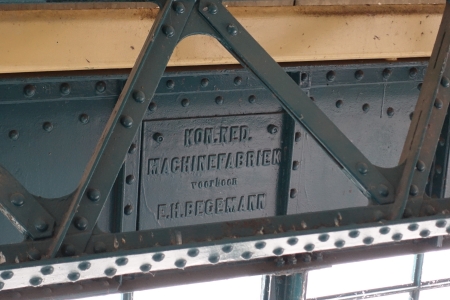 KON. NED.
MACHINEFABRIEK
voorheen
E.H. BEGEMANN